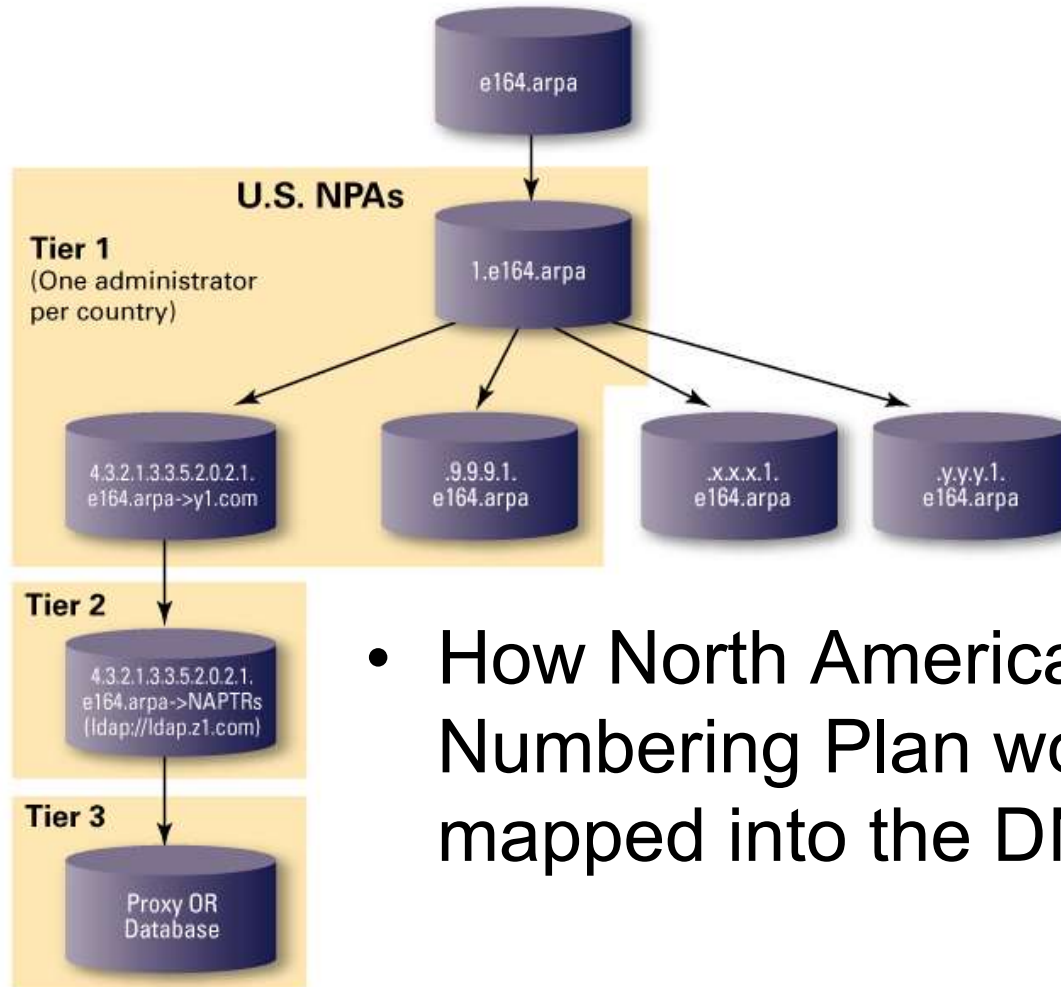 e164.arpa
U.S. NPAs
Tier 1
(One administrator
per country)
1.e164.arpa
4.3.2.1.3.3.5.2.0.2.1.
e164.arpa->y1.com
.9.9.9.1.
e164.arpa
.x.x.x.1.
e164.arpa
.y.y.y.1.
e164.arpa
Tier 2
4.3.2.1.3.3.5.2.0.2.1.
e164.arpa->NAPTRs
(ldap://ldap.z1.com)
Tier 3
Proxy OR
Database
• How North America
Numbering Plan wo
mapped into the D